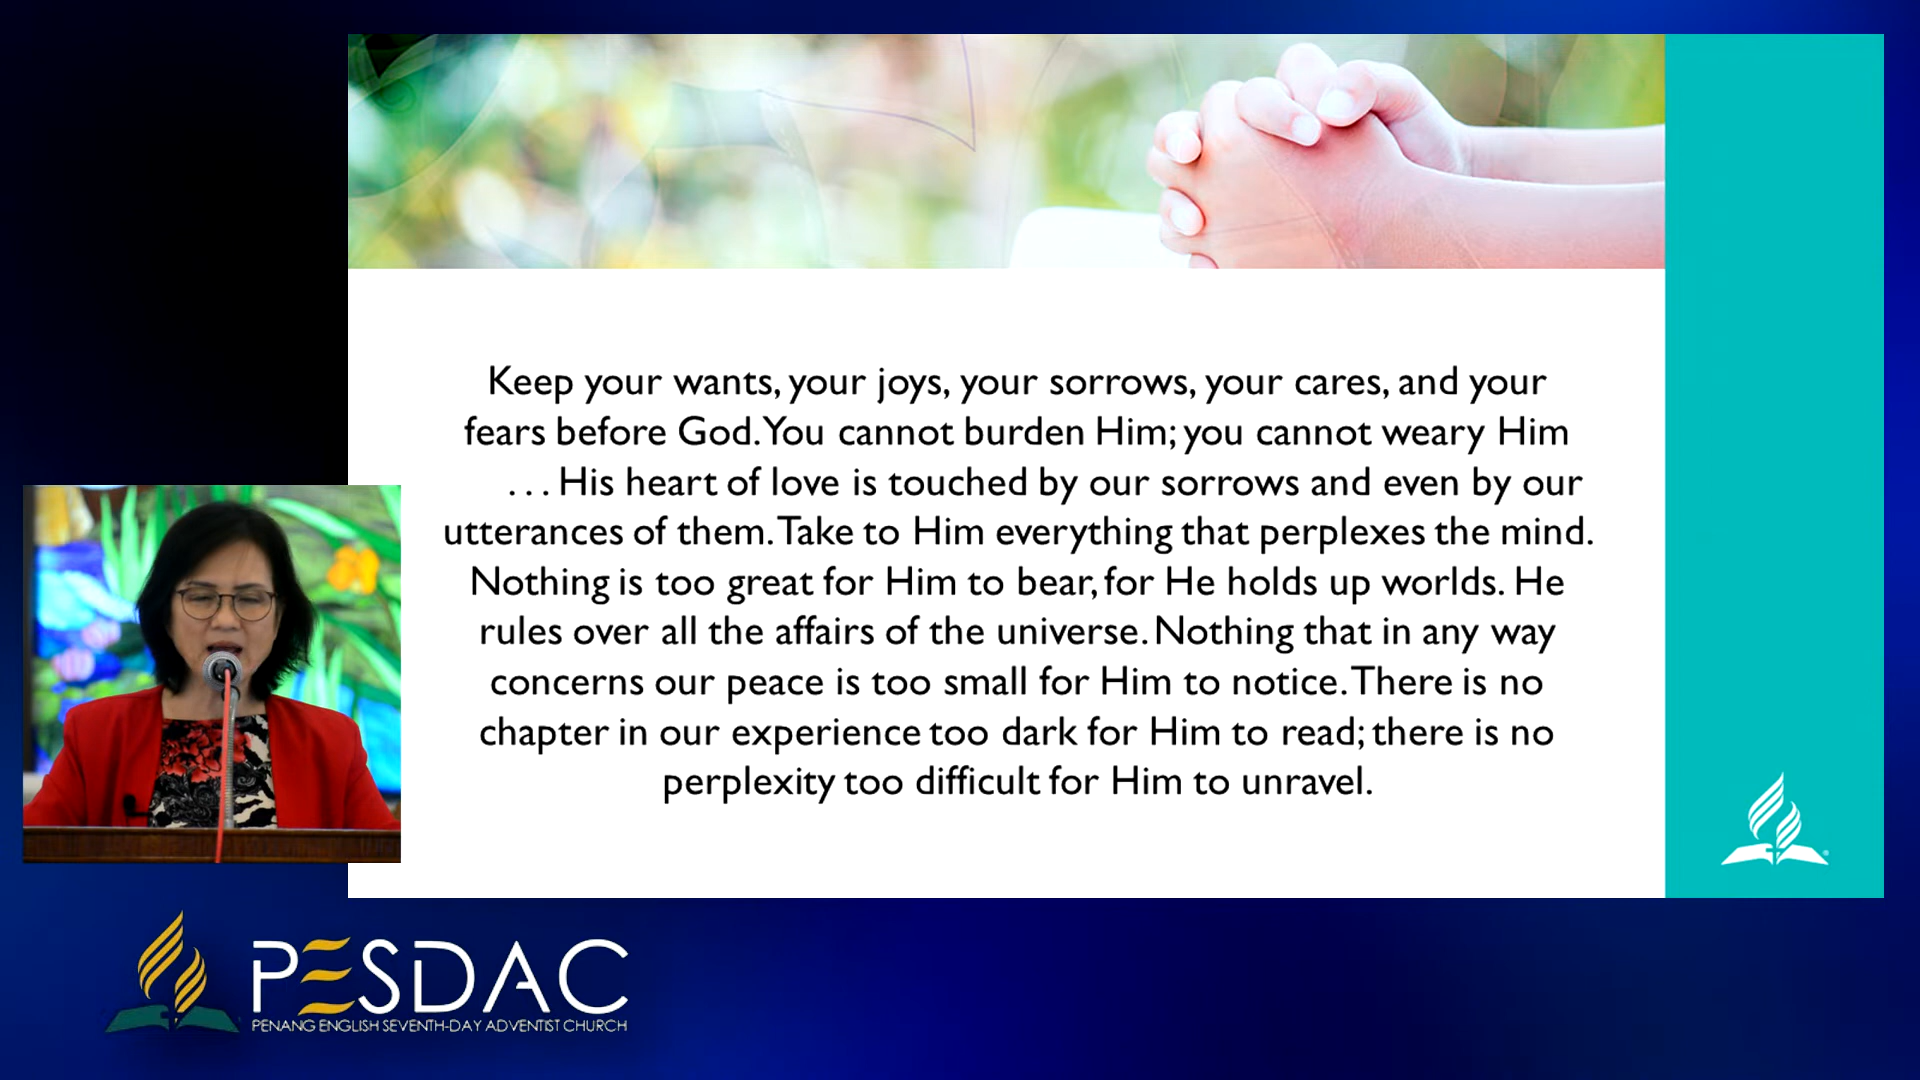 Keep your wants, your joys, your sorrows, your cares, and your
fears before God. You cannot burden Him; you cannot weary Him
. . . His heart of love is touched by our sorrows and even by our
utterances of them. Take to Him everything that perplexes the mind.
Nothing is too great for Him to bear, for He holds up worlds. He
rules over all the affairs of the universe. Nothing that in any way
concerns our peace is too small for Him to notice. There is no
chapter in our experience too dark for Him to read; there is no
perplexity too difficult for Him to unravel.
PESDAC
PENANG ENGLISH SEVENTH-DAY ADVENTIST CHURCH